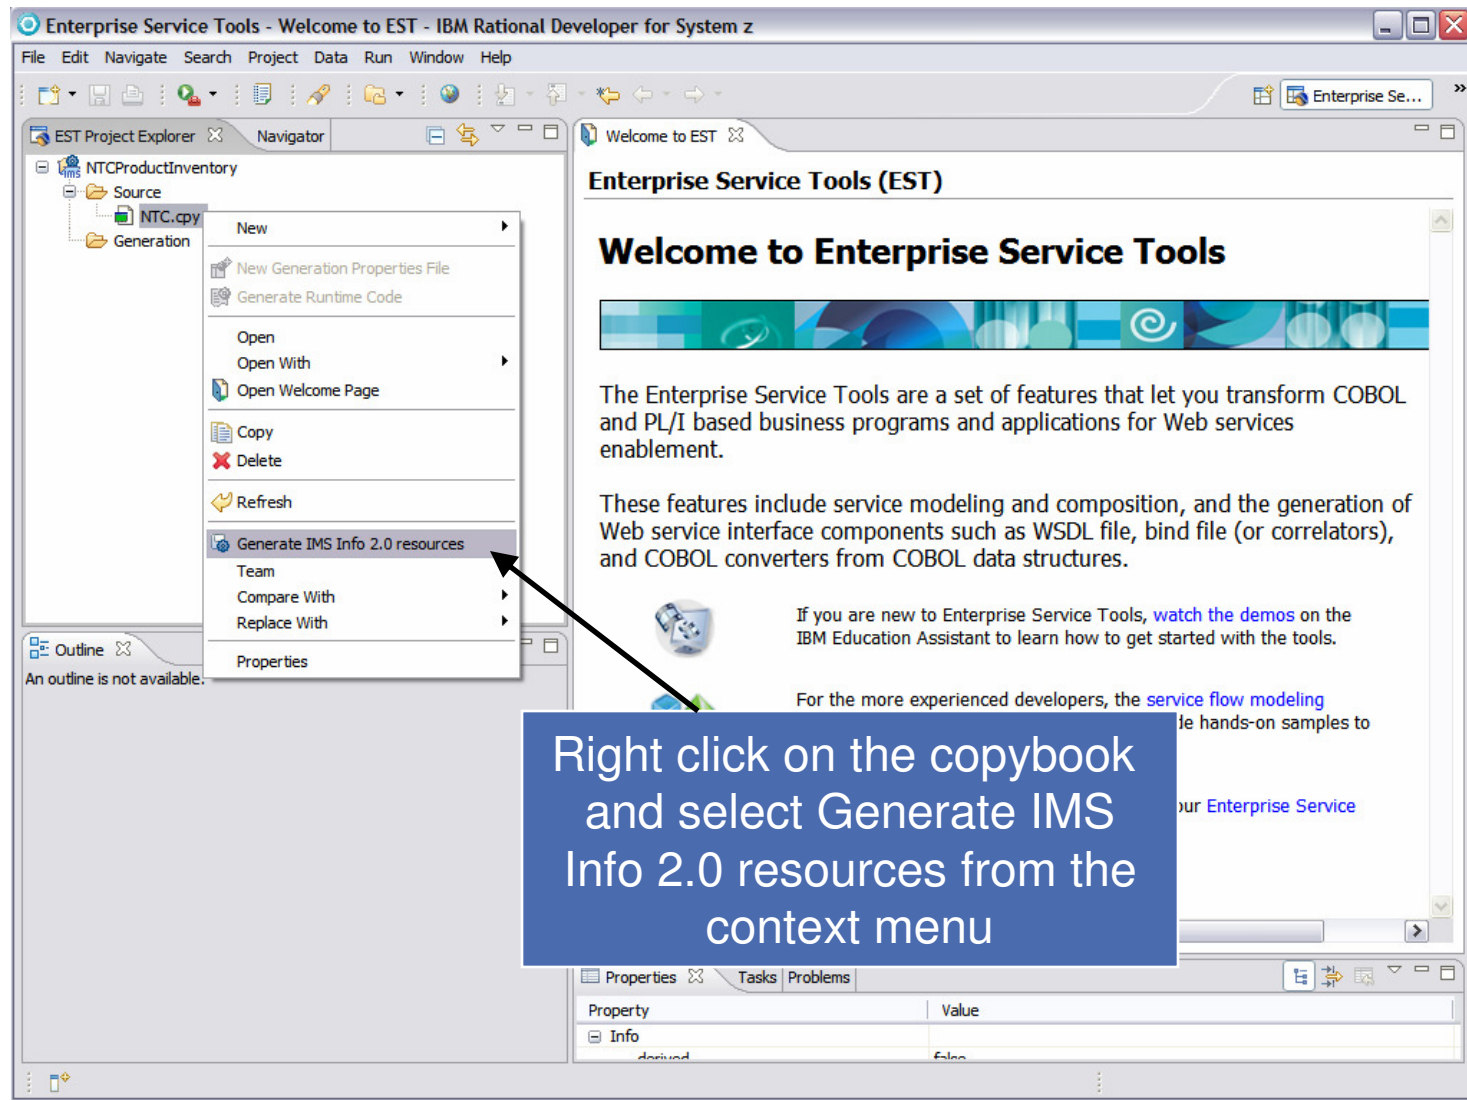 Enterprise Service Tools - Welcome to EST - IBM Rational Developer for System z
File Edit Navigate Search Project Data Run Window Help
Enterprise Se... »
EST Project Explorer Navigator
NTCProductInventory
ims
Source
NTC.cpy
Generation
New
New Generation Properties File
Generate Runtime Code
Open
Open With
Open Welcome Page
Copy
Delete
Refresh
Generate IMS Info 2.0 resources
Team
Compare With
Replace With
Properties
Outline
An outline is not available.
Welcome to EST
Enterprise Service Tools (EST)
Welcome to Enterprise Service Tools
The Enterprise Service Tools are a set of features that let you transform COBOL
and PL/I based business programs and applications for Web services
enablement.
These features include service modeling and composition, and the generation of
Web service interface components such as WSDL file, bind file (or correlators),
and COBOL converters from COBOL data structures.
If you are new to Enterprise Service Tools, watch the demos on the
IBM Education Assistant to learn how to get started with the tools.
For the more experienced developers, the service flow modeling
hands-on samples to
Enterprise Service
Right click on the copybook
and select Generate IMS
Info 2.0 resources from the
context menu
Properties Tasks Problems
Property Value
Info
derived false